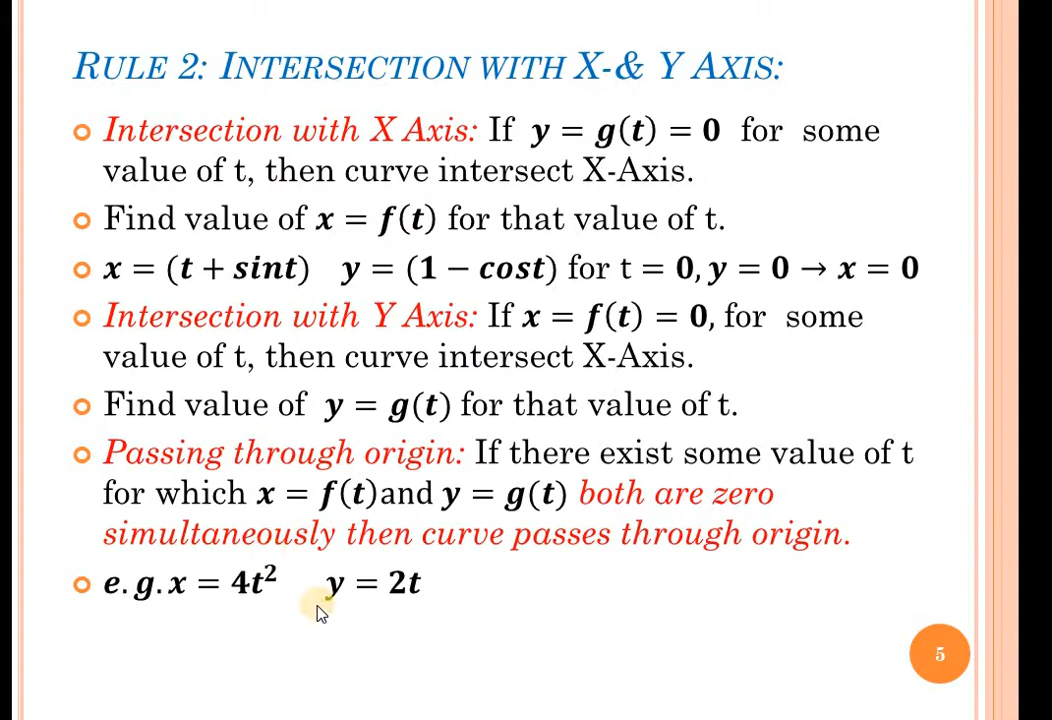 RULE 2: INTERSECTION WITH X-& Y AXIS:
Intersection with X Axis: If y = g(t) = 0 for some
value of t, then curve intersect X-Axis.
Find value of x = f(t) for that value of t.
x = (t + sint) y = (1 − cost) for t = 0, y = 0 → x = 0
Intersection with Y Axis: If x = f(t) = 0, for some
value of t, then curve intersect X-Axis.
Find value of y = g(t) for that value of t.
Passing through origin: If there exist some value of t
for which x = f(t)and y = g(t) both are zero
simultaneously then curve passes through origin.
e.g. x = 4t² y = 2t
5